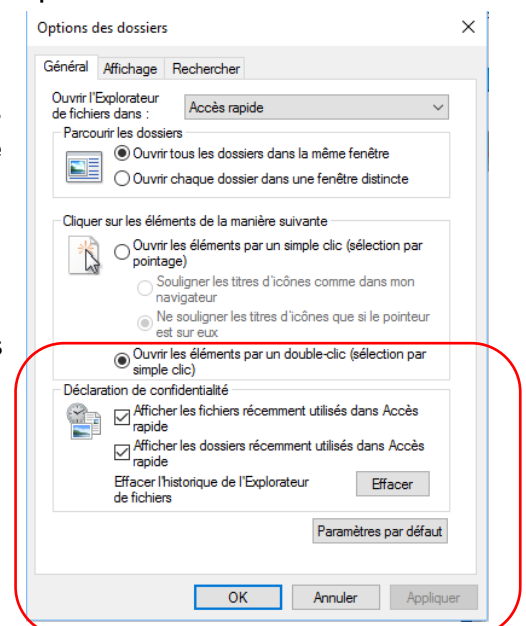 Options des dossiers
Général Affichage Rechercher
Ouvrir l'Explorateur
de fichiers dans :
Accès rapide
Parcourir les dossiers
Ouvrir tous les dossiers dans la même fenêtre
Ouvrir chaque dossier dans une fenêtre distincte
Cliquer sur les éléments de la manière suivante
Ouvrir les éléments par un simple clic (sélection par
pointage)
Souligner les titres d'icônes comme dans mon
navigateur
Ne souligner les titres d'icônes que si le pointeur
est sur eux
Ouvrir les éléments par un double-clic (sélection par
simple clic)
Déclaration de confidentialité
Afficher les fichiers récemment utilisés dans Accès
rapide
Afficher les dossiers récemment utilisés dans Accès
rapide
Effacer l'historique de l'Explorateur
de fichiers
Effacer
Paramètres par défaut
OK Annuler Appliquer